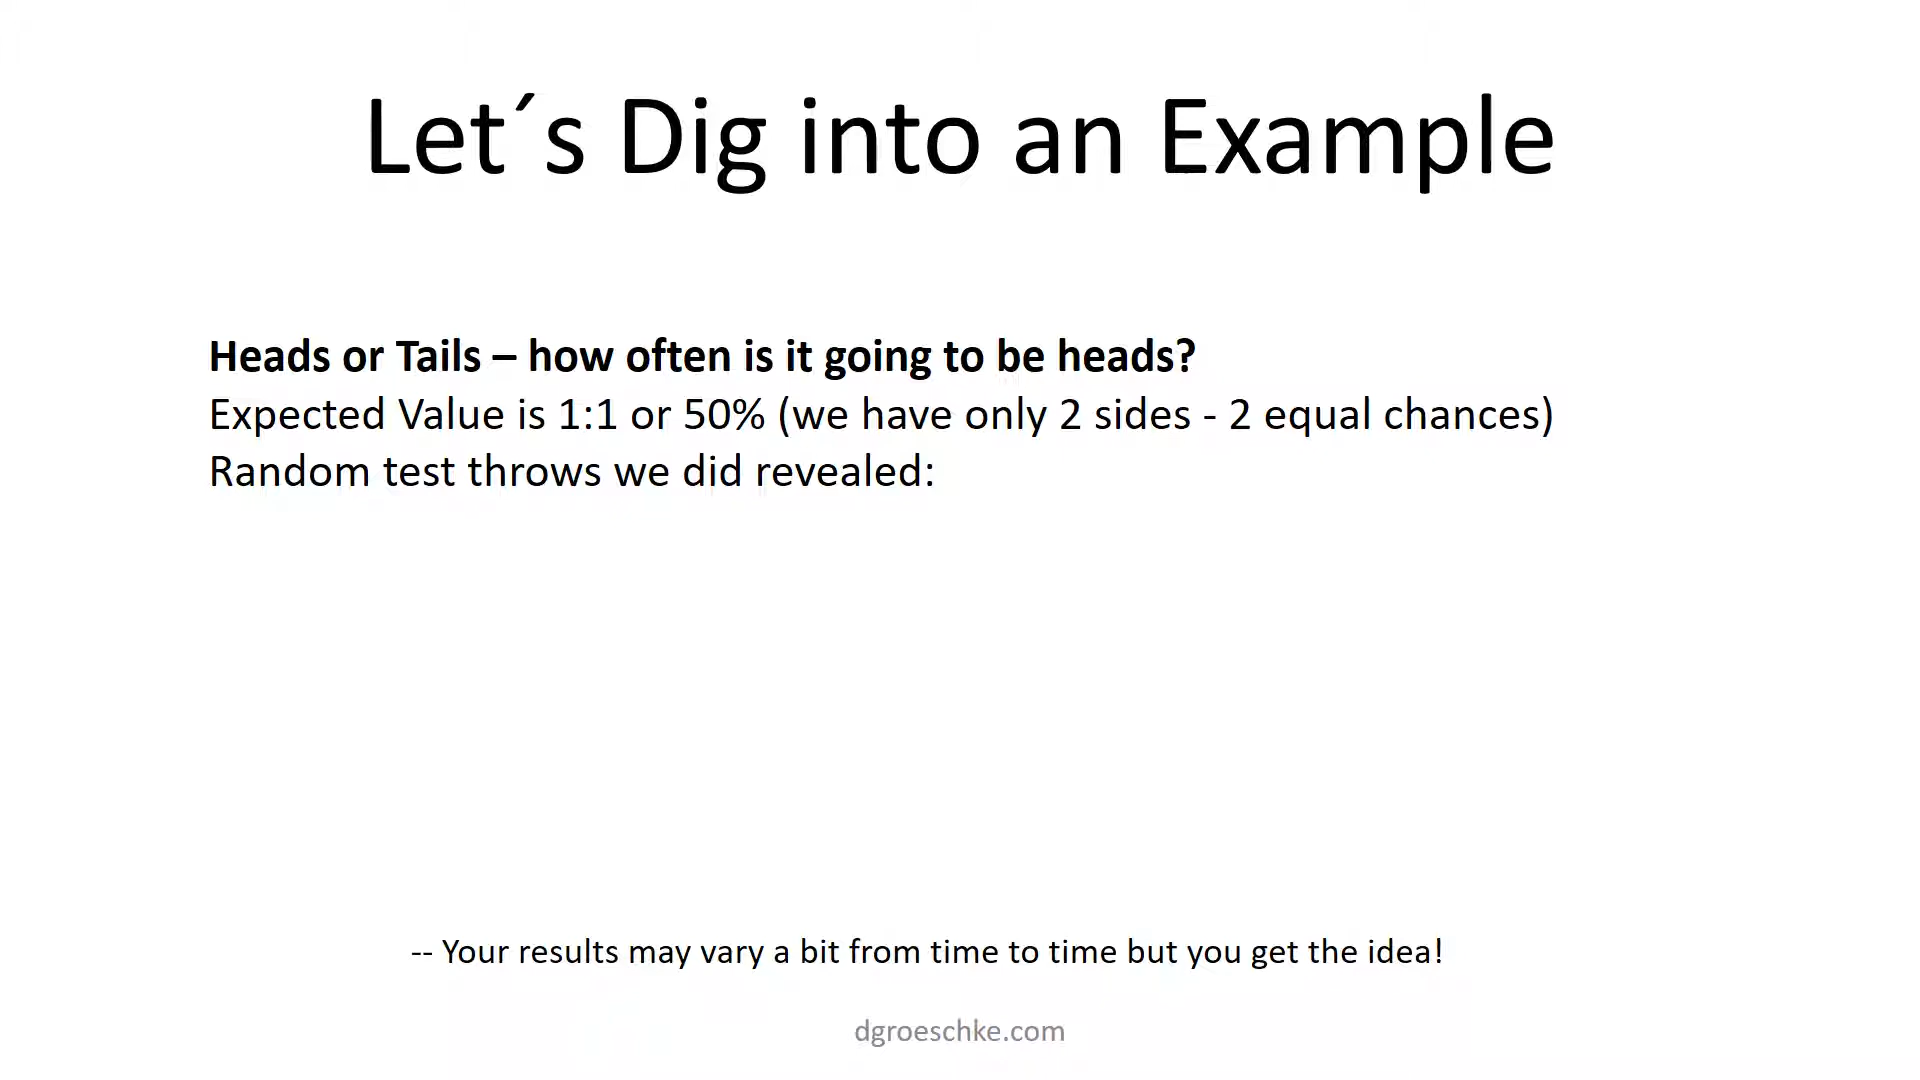 Let´s Dig into an Example
Heads or Tails – how often is it going to be heads?
Expected Value is 1:1 or 50% (we have only 2 sides - 2 equal chances)
Random test throws we did revealed:
-- Your results may vary a bit from time to time but you get the idea!
dgroeschke.com